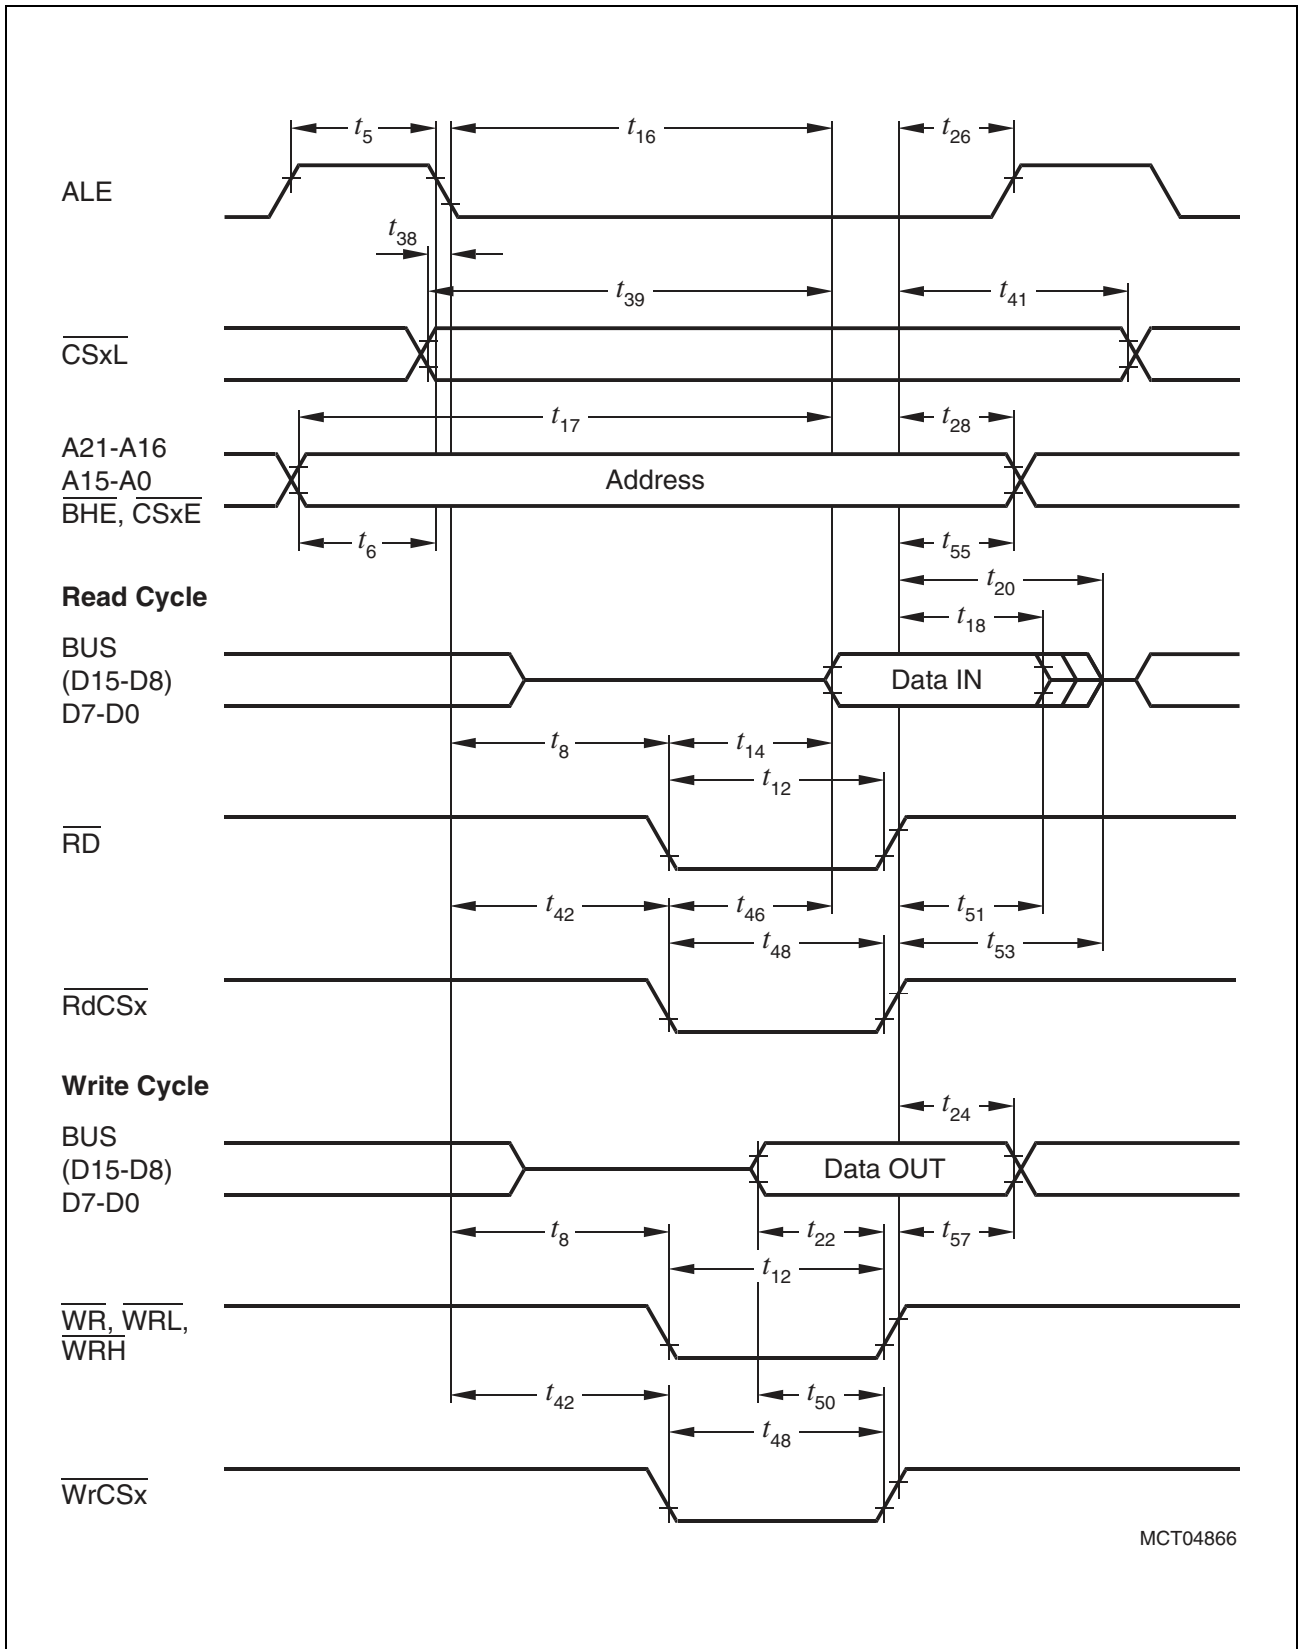 t5
t16
t26
ALE
t38
t39
t41
CSxL
t17
t28
A21-A16
A15-A0
BHE, CSxE
Address
t6
t55
t20
Read Cycle
t18
BUS
(D15-D8)
D7-D0
Data IN
t8
t14
t12
RD
t42
t46
t51
t48
t53
RdCSx
Write Cycle
t24
BUS
(D15-D8)
D7-D0
Data OUT
t8
t22
t57
t12
WR, WRL,
WRH
t42
t50
t48
WrCSx
MCT04866